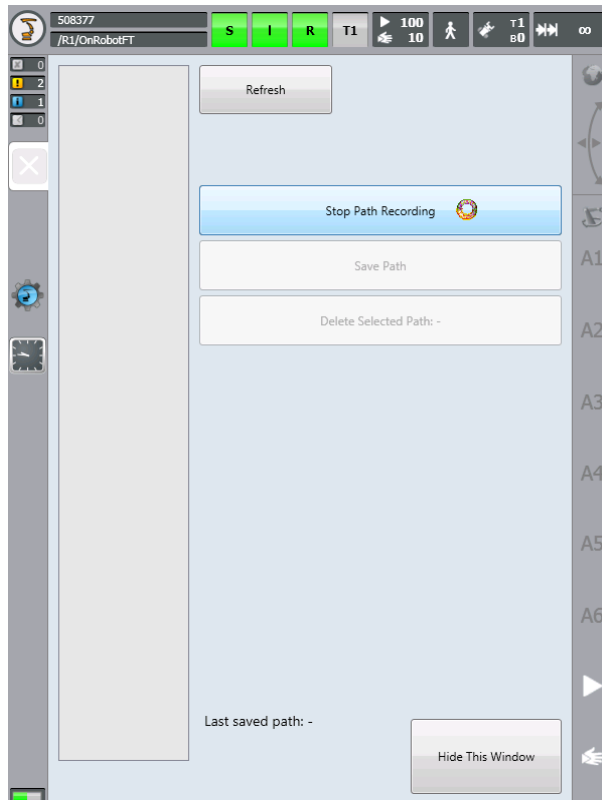 508377
/R1/OnRobotFT
S I R T1 100 10 T1 B0 ∞
0
! 2
i 1
0
Refresh
Stop Path Recording
Save Path
Delete Selected Path: -
A1
A2
A3
A4
A5
A6
Last saved path: -
Hide This Window